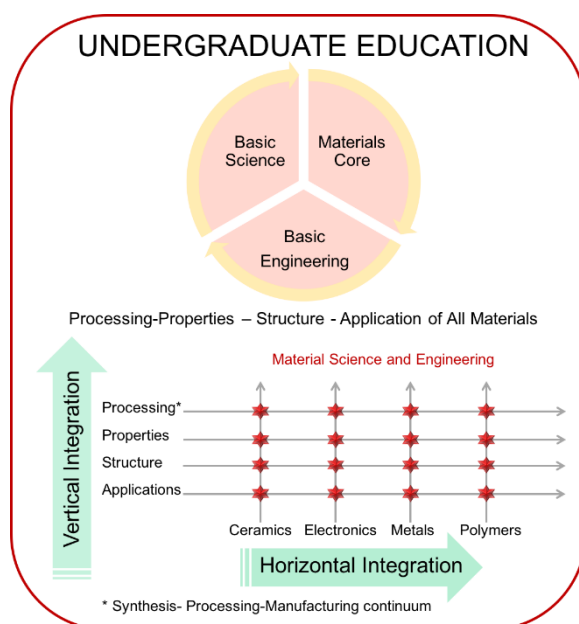 UNDERGRADUATE EDUCATION
Basic
Science
Materials
Core
Basic
Engineering
Processing-Properties – Structure - Application of All Materials
Material Science and Engineering
Vertical Integration
Processing*
Properties
Structure
Applications
Ceramics Electronics Metals Polymers
Horizontal Integration
* Synthesis- Processing-Manufacturing continuum